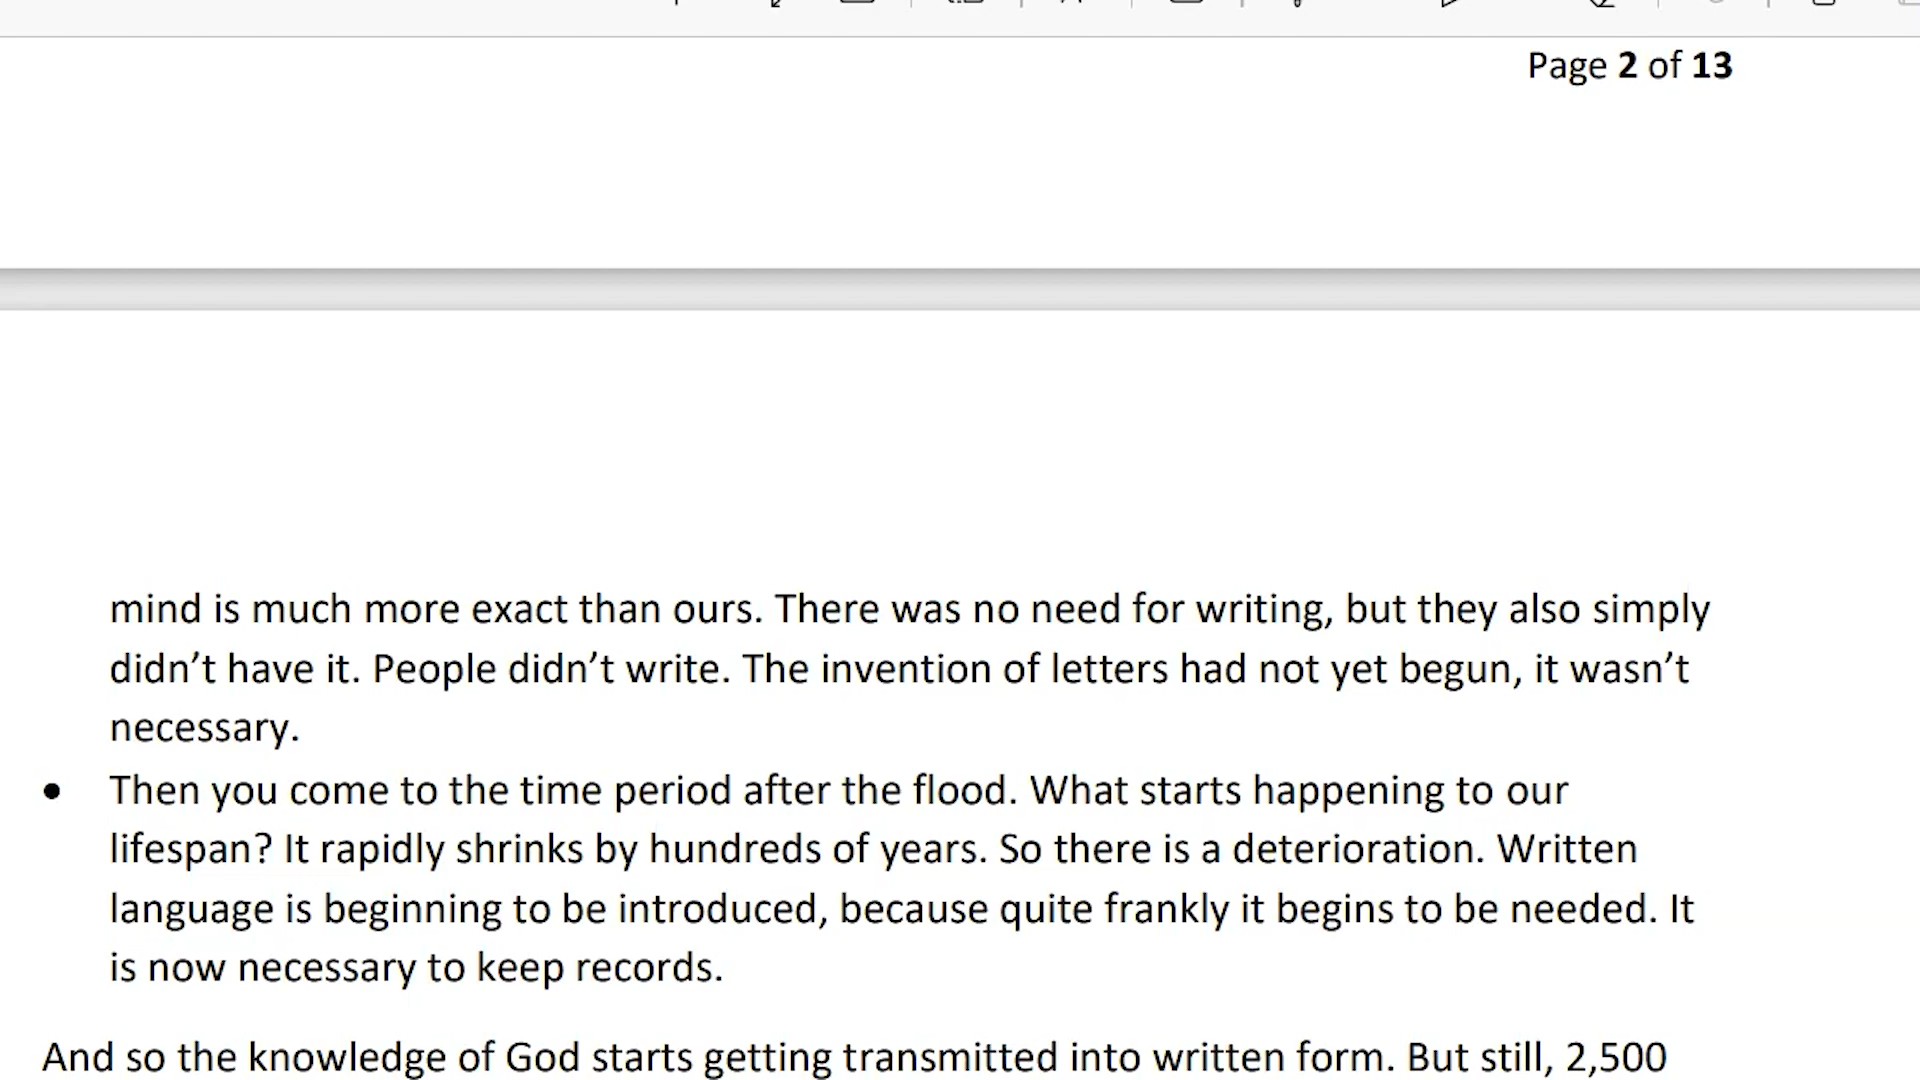 Page 2 of 13
mind is much more exact than ours. There was no need for writing, but they also simply
didn’t have it. People didn’t write. The invention of letters had not yet begun, it wasn’t
necessary.
• Then you come to the time period after the flood. What starts happening to our
lifespan? It rapidly shrinks by hundreds of years. So there is a deterioration. Written
language is beginning to be introduced, because quite frankly it begins to be needed. It
is now necessary to keep records.
And so the knowledge of God starts getting transmitted into written form. But still, 2,500